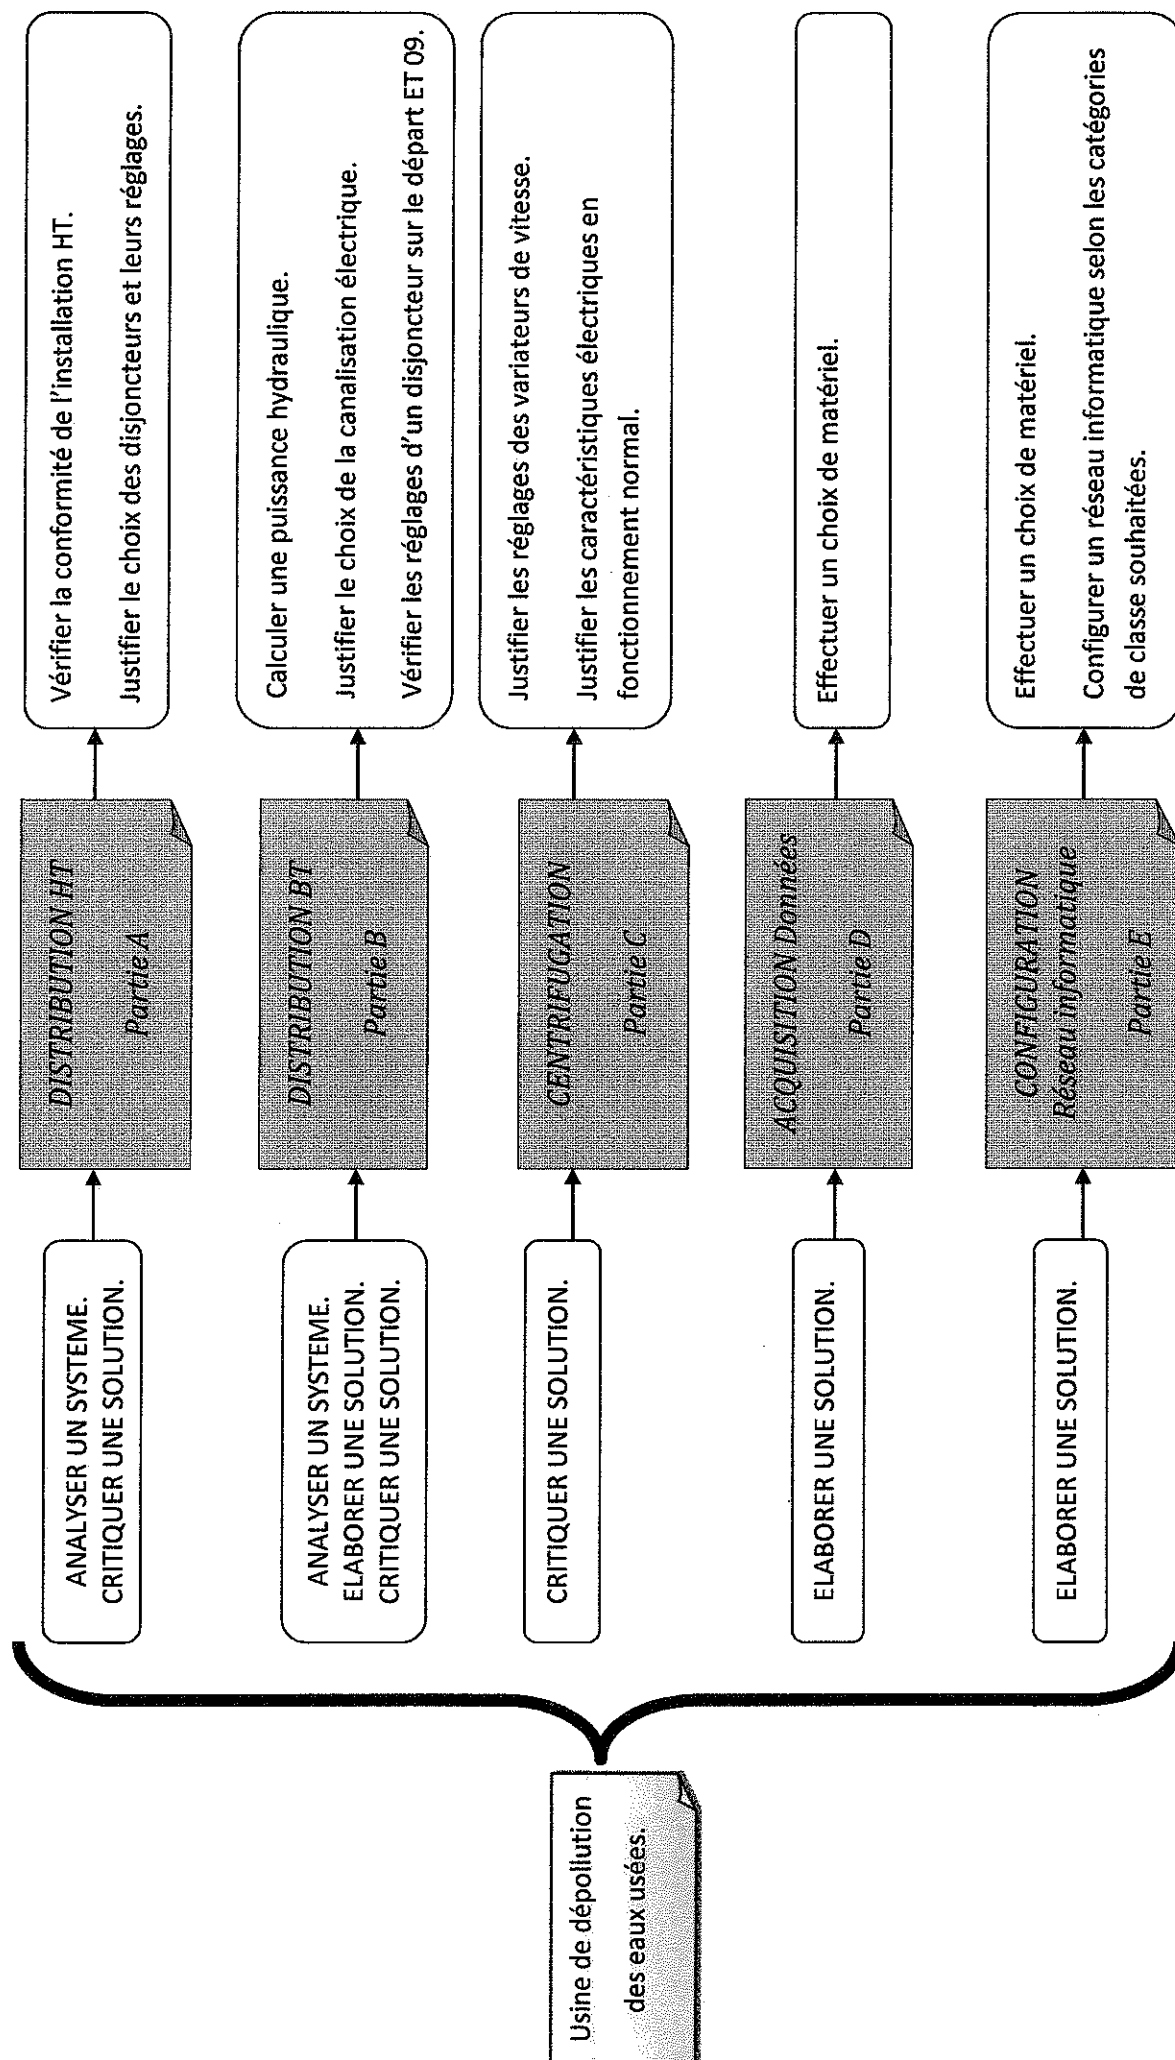 Usine de dépollution
des eaux usées.
ANALYSER UN SYSTEME.
CRITIQUER UNE SOLUTION.
DISTRIBUTION HT
Partie A
Vérifier la conformité de l'installation HT.
Justifier le choix des disjoncteurs et leurs réglages.
ANALYSER UN SYSTEME.
ELABORER UNE SOLUTION.
CRITIQUER UNE SOLUTION.
DISTRIBUTION BT
Partie B
Calculer une puissance hydraulique.
Justifier le choix de la canalisation électrique.
Vérifier les réglages d'un disjoncteur sur le départ ET 09.
CRITIQUER UNE SOLUTION.
CENTRIFUGATION
Partie C
Justifier les réglages des variateurs de vitesse.
Justifier les caractéristiques électriques en
fonctionnement normal.
ELABORER UNE SOLUTION.
ACQUISITION Données
Partie D
Effectuer un choix de matériel.
ELABORER UNE SOLUTION.
CONFIGURATION
Réseau informatique
Partie E
Effectuer un choix de matériel.
Configurer un réseau informatique selon les catégories
de classe souhaitées.